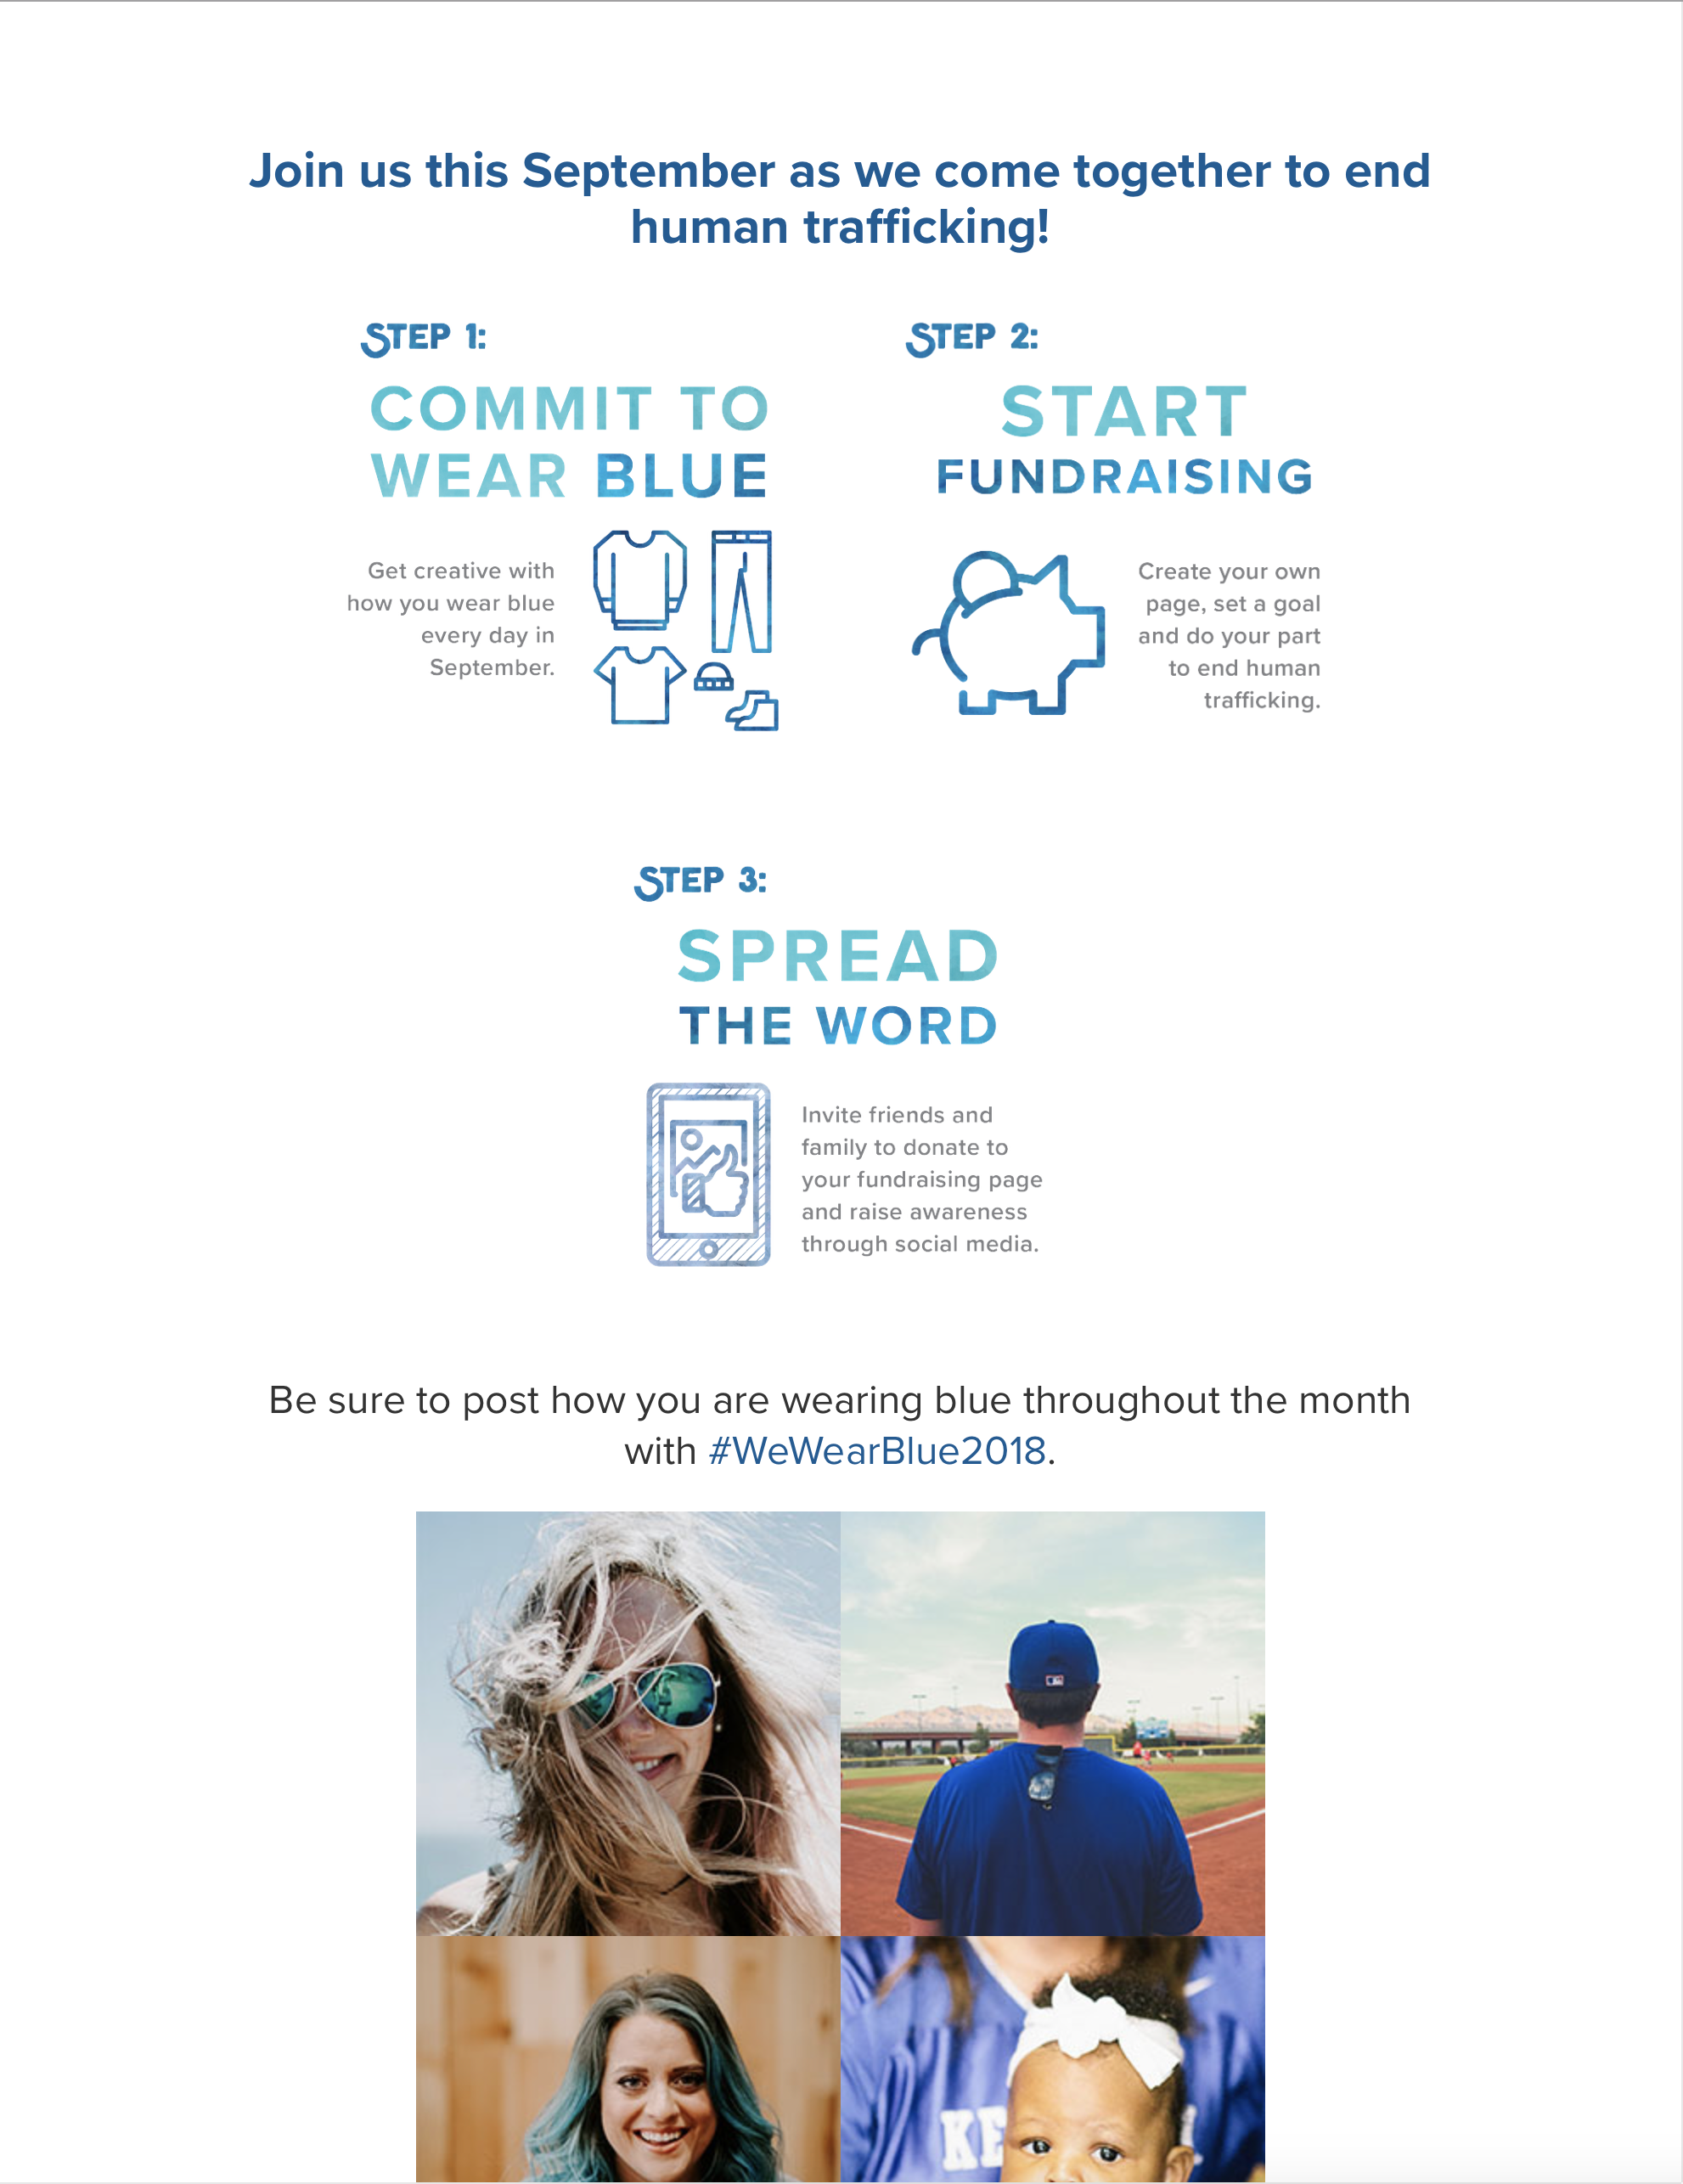 Join us this September as we come together to end
human trafficking!
STEP 1:
COMMIT TO
WEAR BLUE
Get creative with
how you wear blue
every day in
September.
STEP 2:
START
FUNDRAISING
Create your own
page, set a goal
and do your part
to end human
trafficking.
STEP 3:
SPREAD
THE WORD
Invite friends and
family to donate to
your fundraising page
and raise awareness
through social media.
Be sure to post how you are wearing blue throughout the month
with #WeWearBlue2018.
KE